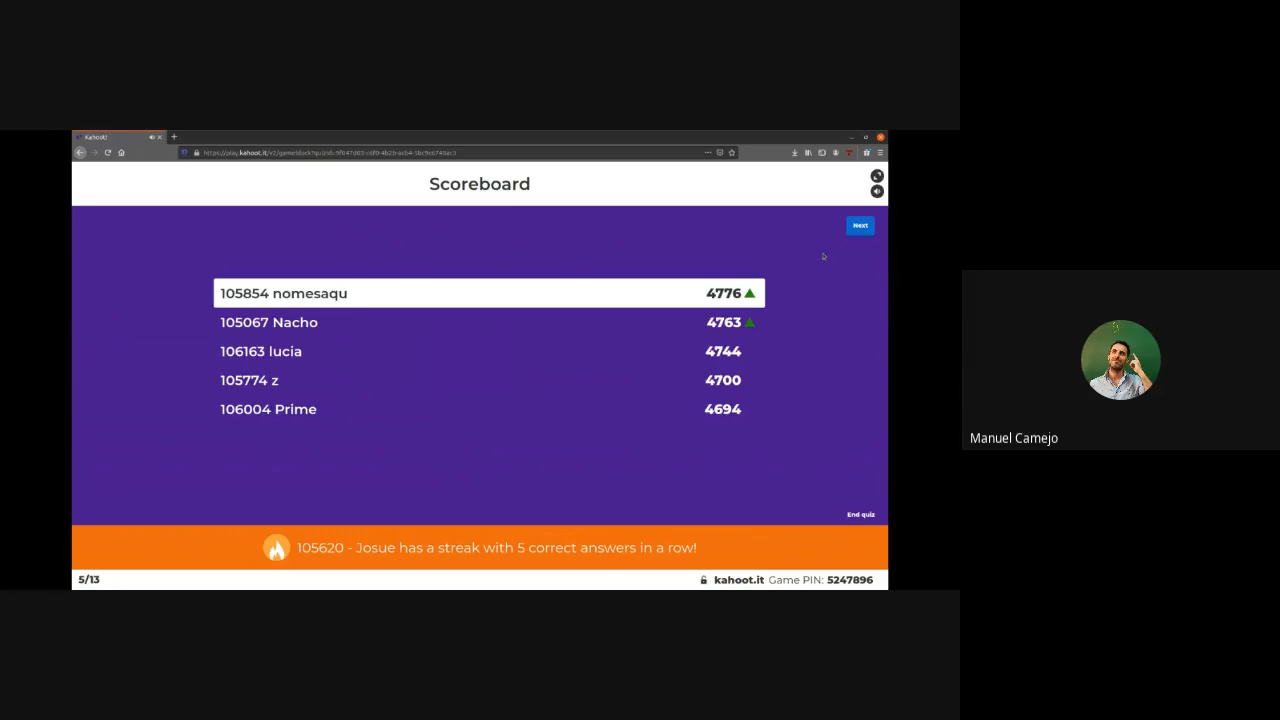 Kahoot!
Scoreboard
Next
105854 nomesaqu 4776
105067 Nacho 4763
106163 lucia 4744
105774 z 4700
106004 Prime 4694
End quiz
105620 - Josue has a streak with 5 correct answers in a row!
5/13
kahoot.it Game PIN: 5247896
Manuel Camejo